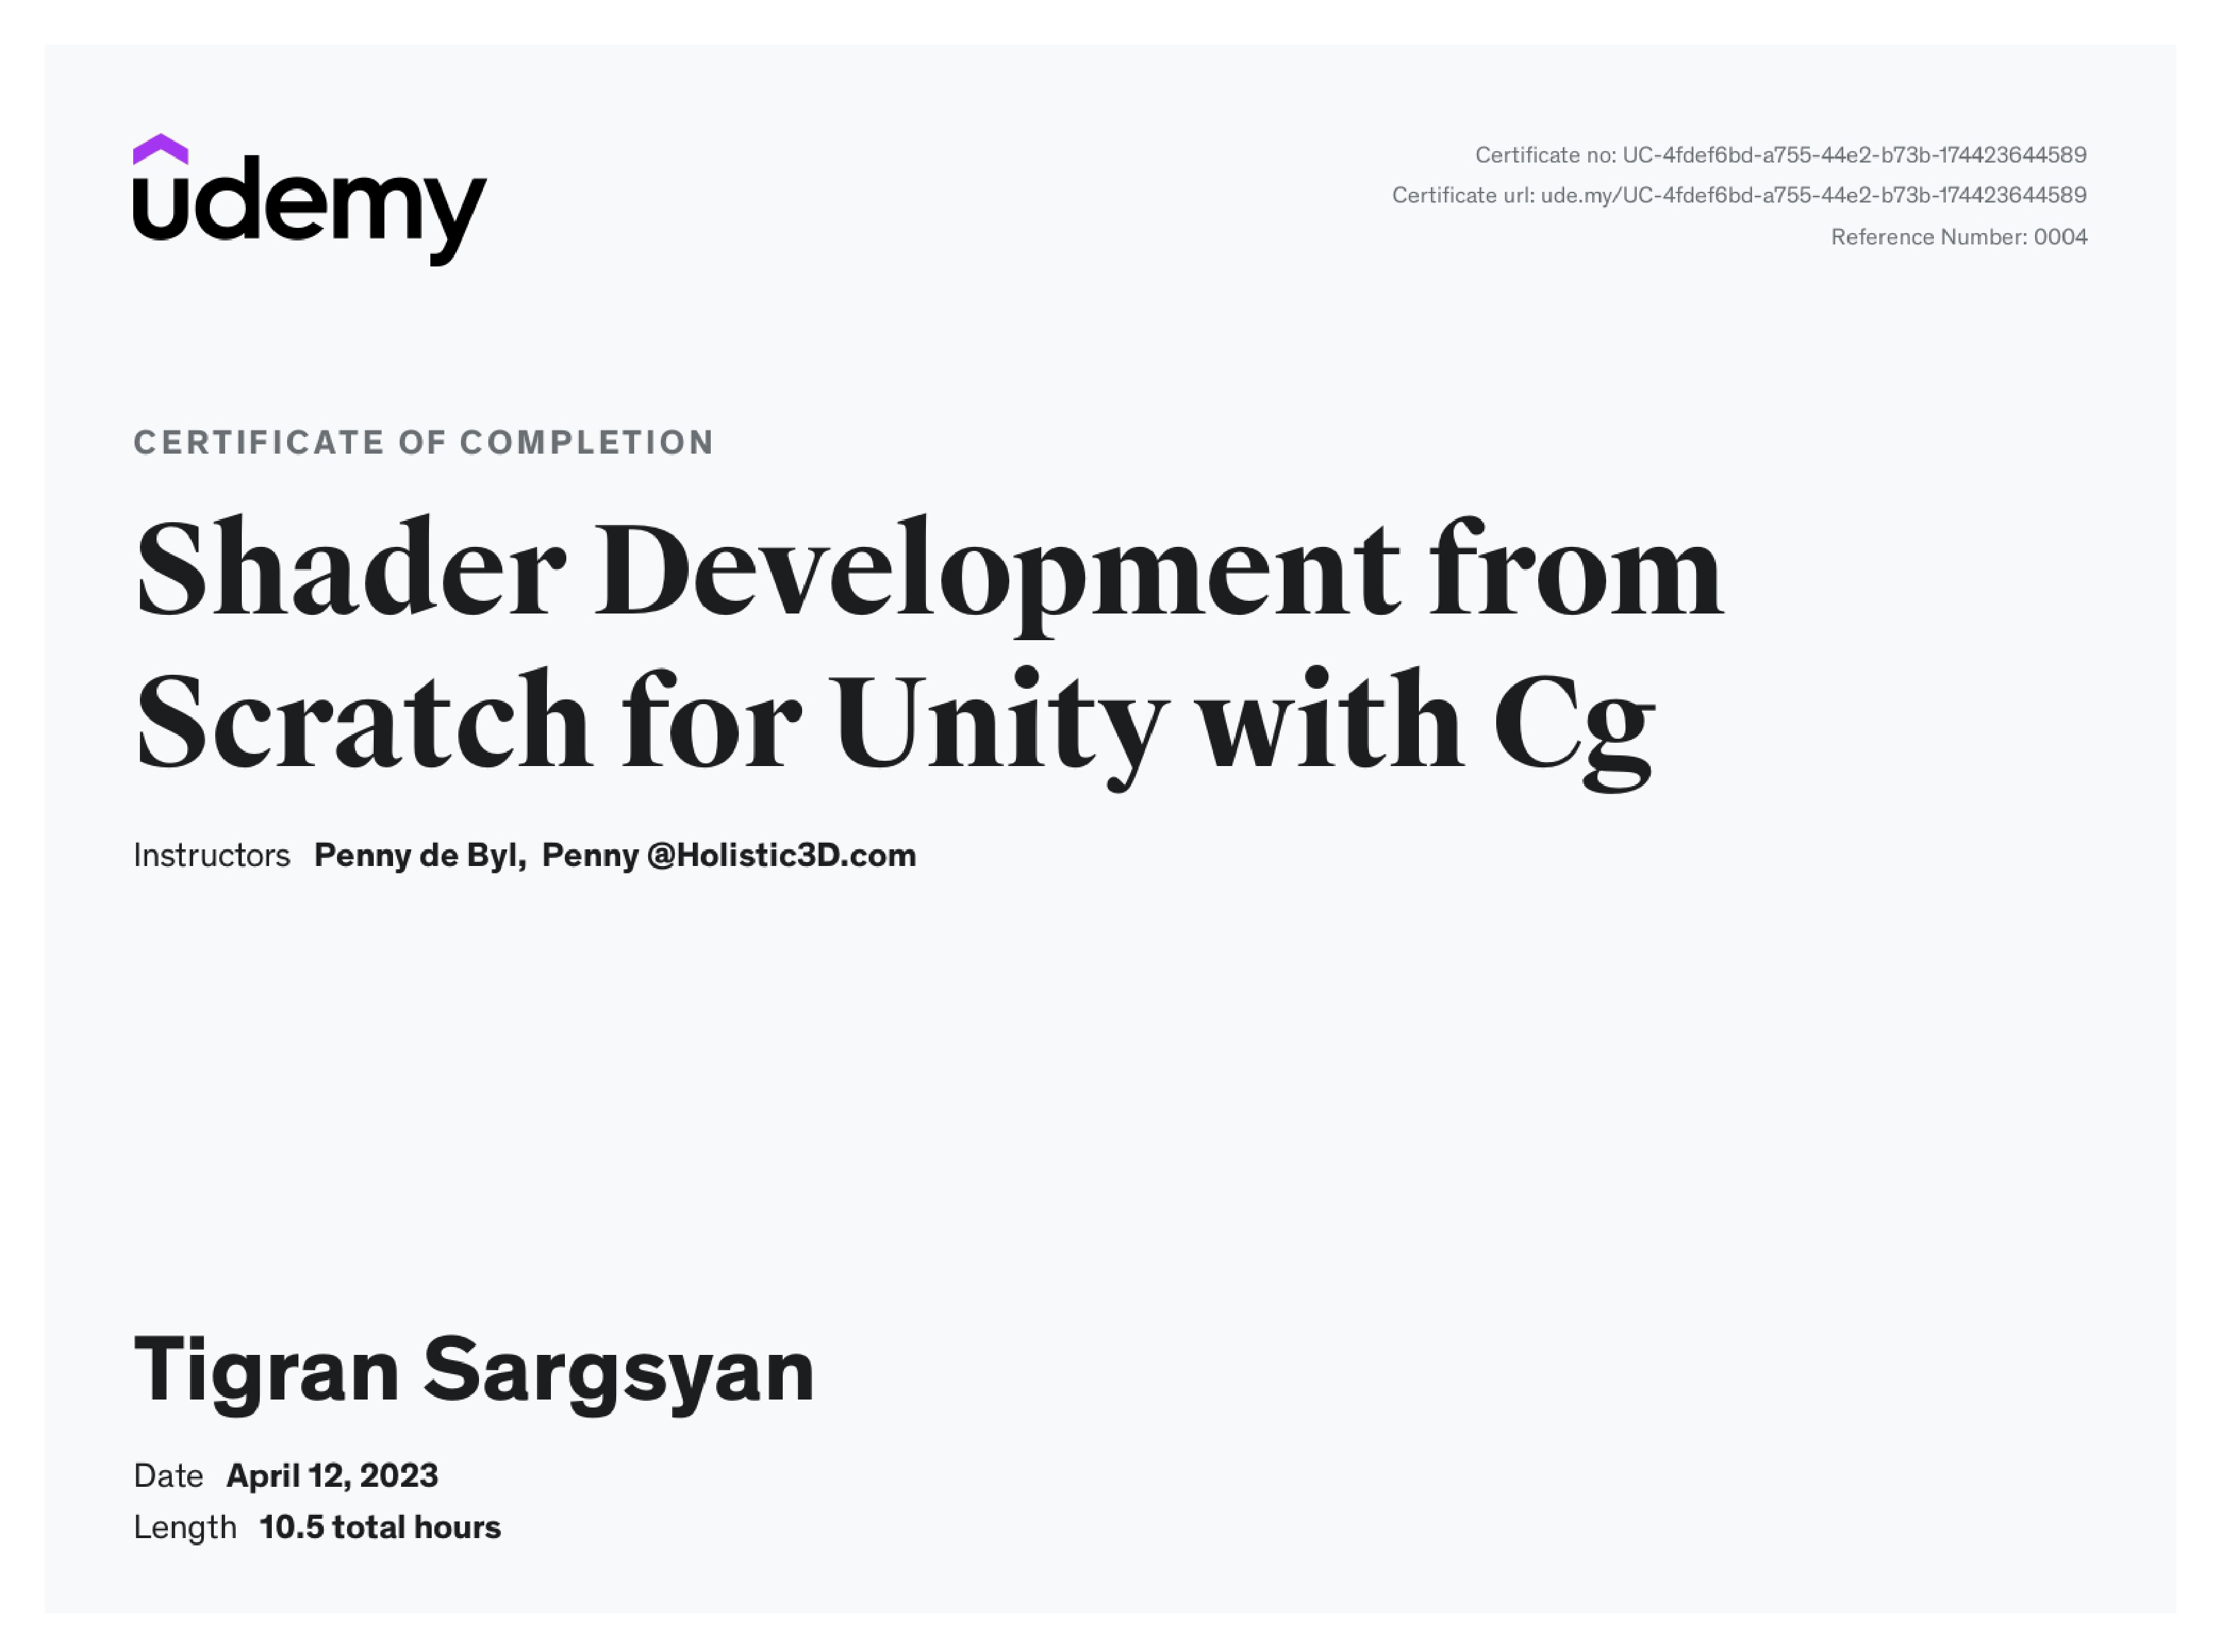 udemy
Certificate no: UC-4fdef6bd-a755-44e2-b73b-174423644589
Certificate url: ude.my/UC-4fdef6bd-a755-44e2-b73b-174423644589
Reference Number: 0004
CERTIFICATE OF COMPLETION
Shader Development from
Scratch for Unity with Cg
Instructors Penny de Byl, Penny @Holistic3D.com
Tigran Sargsyan
Date April 12, 2023
Length 10.5 total hours